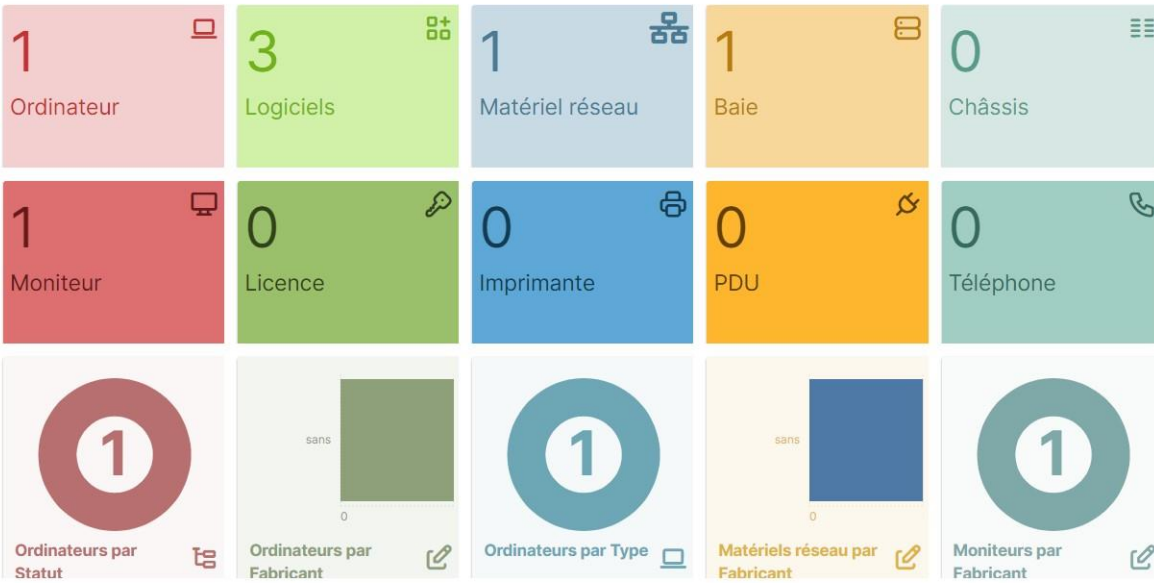 1
Ordinateur
3
Logiciels
1
Matériel réseau
1
Baie
0
Châssis
1
Moniteur
0
Licence
0
Imprimante
0
PDU
0
Téléphone
1
Ordinateurs par
Statut
sans
0
Ordinateurs par
Fabricant
1
Ordinateurs par Type
sans
0
Matériels réseau par
Fabricant
1
Moniteurs par
Fabricant